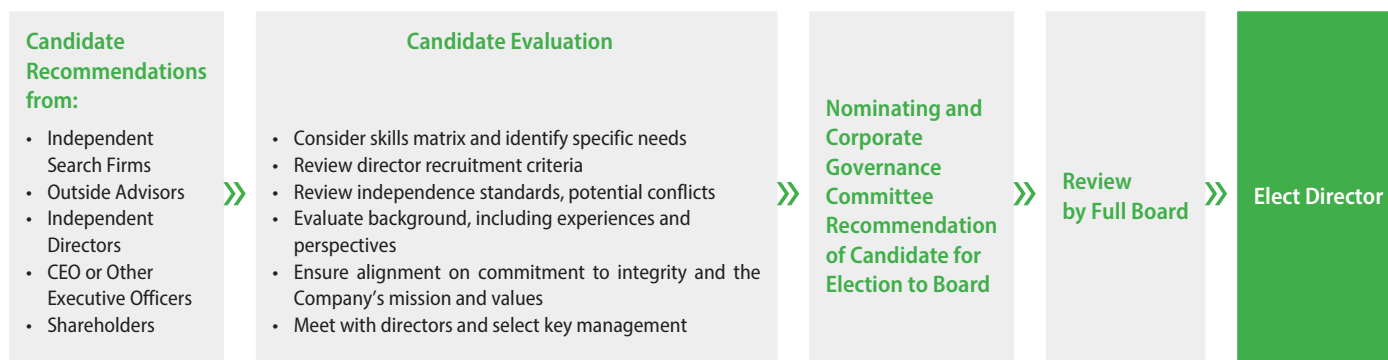 Candidate
Recommendations
from:
• Independent
Search Firms
• Outside Advisors
• Independent
Directors
• CEO or Other
Executive Officers
• Shareholders
Candidate Evaluation
• Consider skills matrix and identify specific needs
• Review director recruitment criteria
• Review independence standards, potential conflicts
• Evaluate background, including experiences and
perspectives
• Ensure alignment on commitment to integrity and the
Company’s mission and values
• Meet with directors and select key management
Nominating and
Corporate
Governance
Committee
Recommendation
of Candidate for
Election to Board
Review
by Full Board
Elect Director